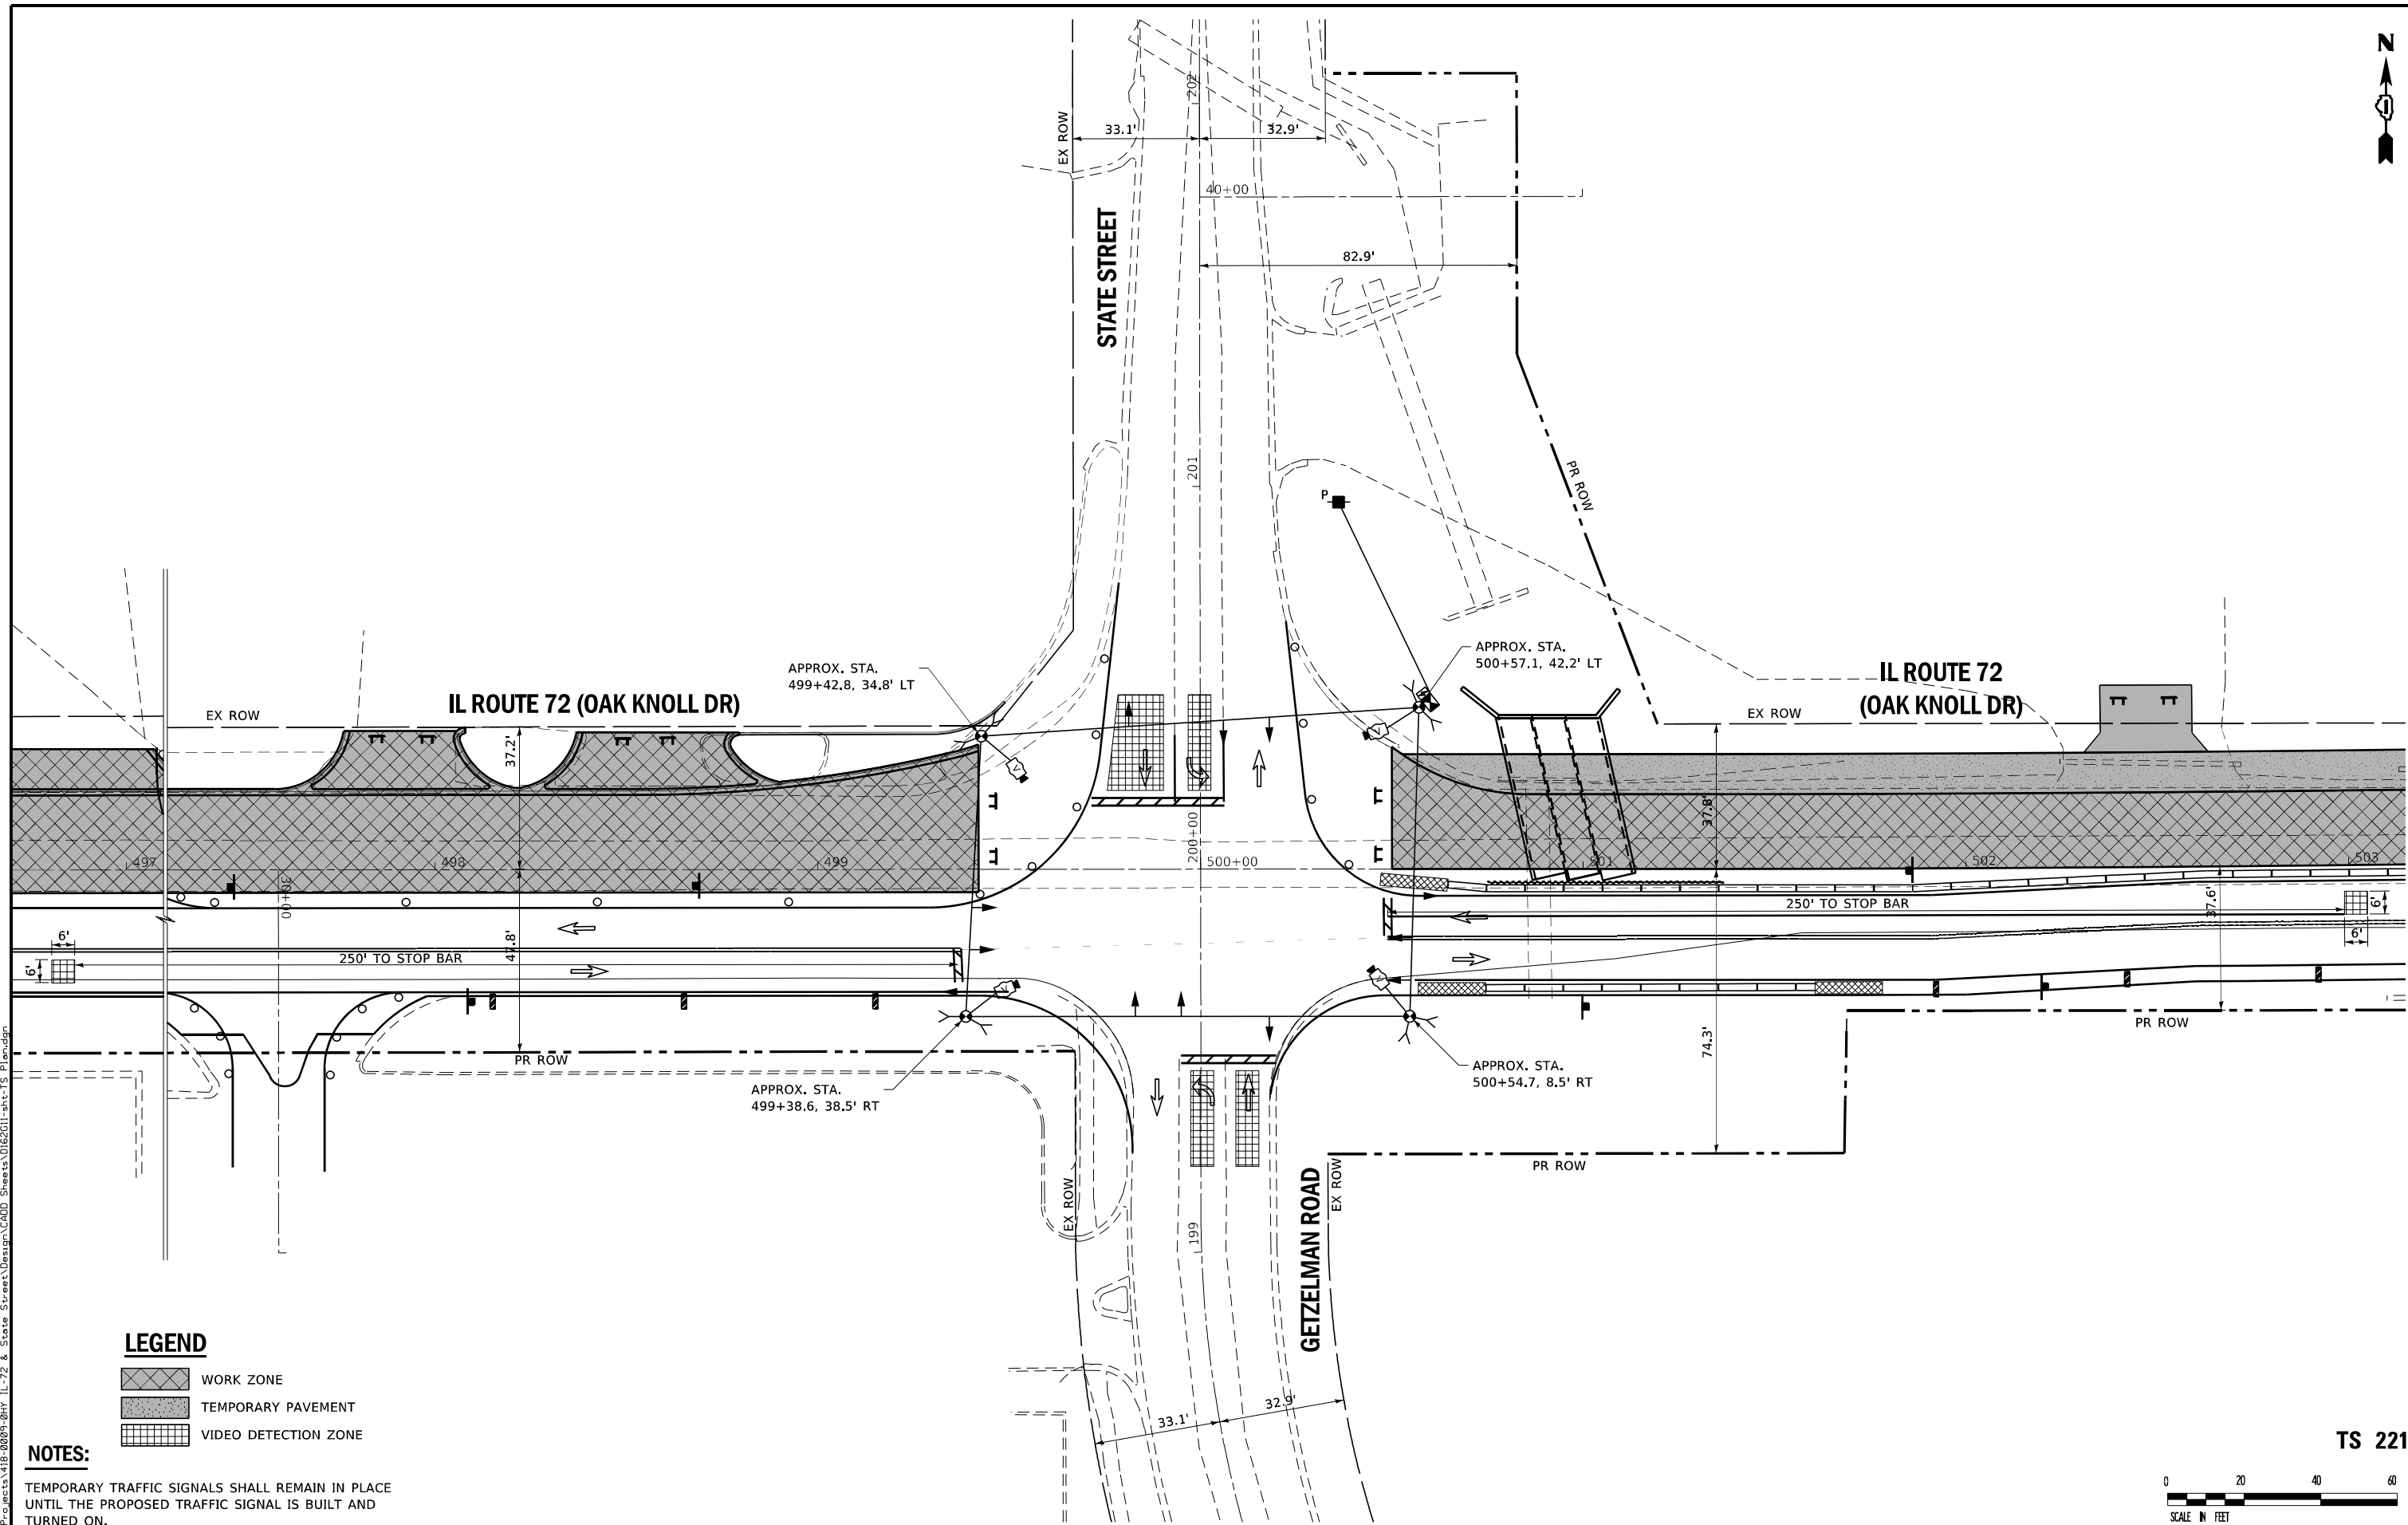 N
202
EX ROW
33.1'
32.9'
40+00
STATE STREET
82.9'
201
P
PR ROW
APPROX. STA.
499+42.8, 34.8' LT
APPROX. STA.
500+57.1, 42.2' LT
IL ROUTE 72 (OAK KNOLL DR)
IL ROUTE 72
(OAK KNOLL DR)
EX ROW
EX ROW
37.2'
37.8'
200+00
497
498
499
500+00
501
502
503
30+00
250' TO STOP BAR
37.6'
6'
6'
47.8'
6'
6'
250' TO STOP BAR
PR ROW
PR ROW
74.3'
APPROX. STA.
499+38.6, 38.5' RT
APPROX. STA.
500+54.7, 8.5' RT
PR ROW
EX ROW
EX ROW
199
GETZELMAN ROAD
33.1'
32.9'
LEGEND
WORK ZONE
TEMPORARY PAVEMENT
VIDEO DETECTION ZONE
NOTES:
TEMPORARY TRAFFIC SIGNALS SHALL REMAIN IN PLACE
UNTIL THE PROPOSED TRAFFIC SIGNAL IS BUILT AND
TURNED ON.
TS 221
0 20 40 60
SCALE IN FEET